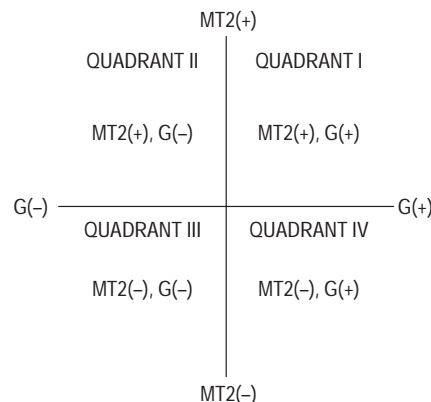 MT2(+)
QUADRANT II QUADRANT I
MT2(+), G(–) MT2(+), G(+)
G(–) G(+)
QUADRANT III QUADRANT IV
MT2(–), G(–) MT2(–), G(+)
MT2(–)